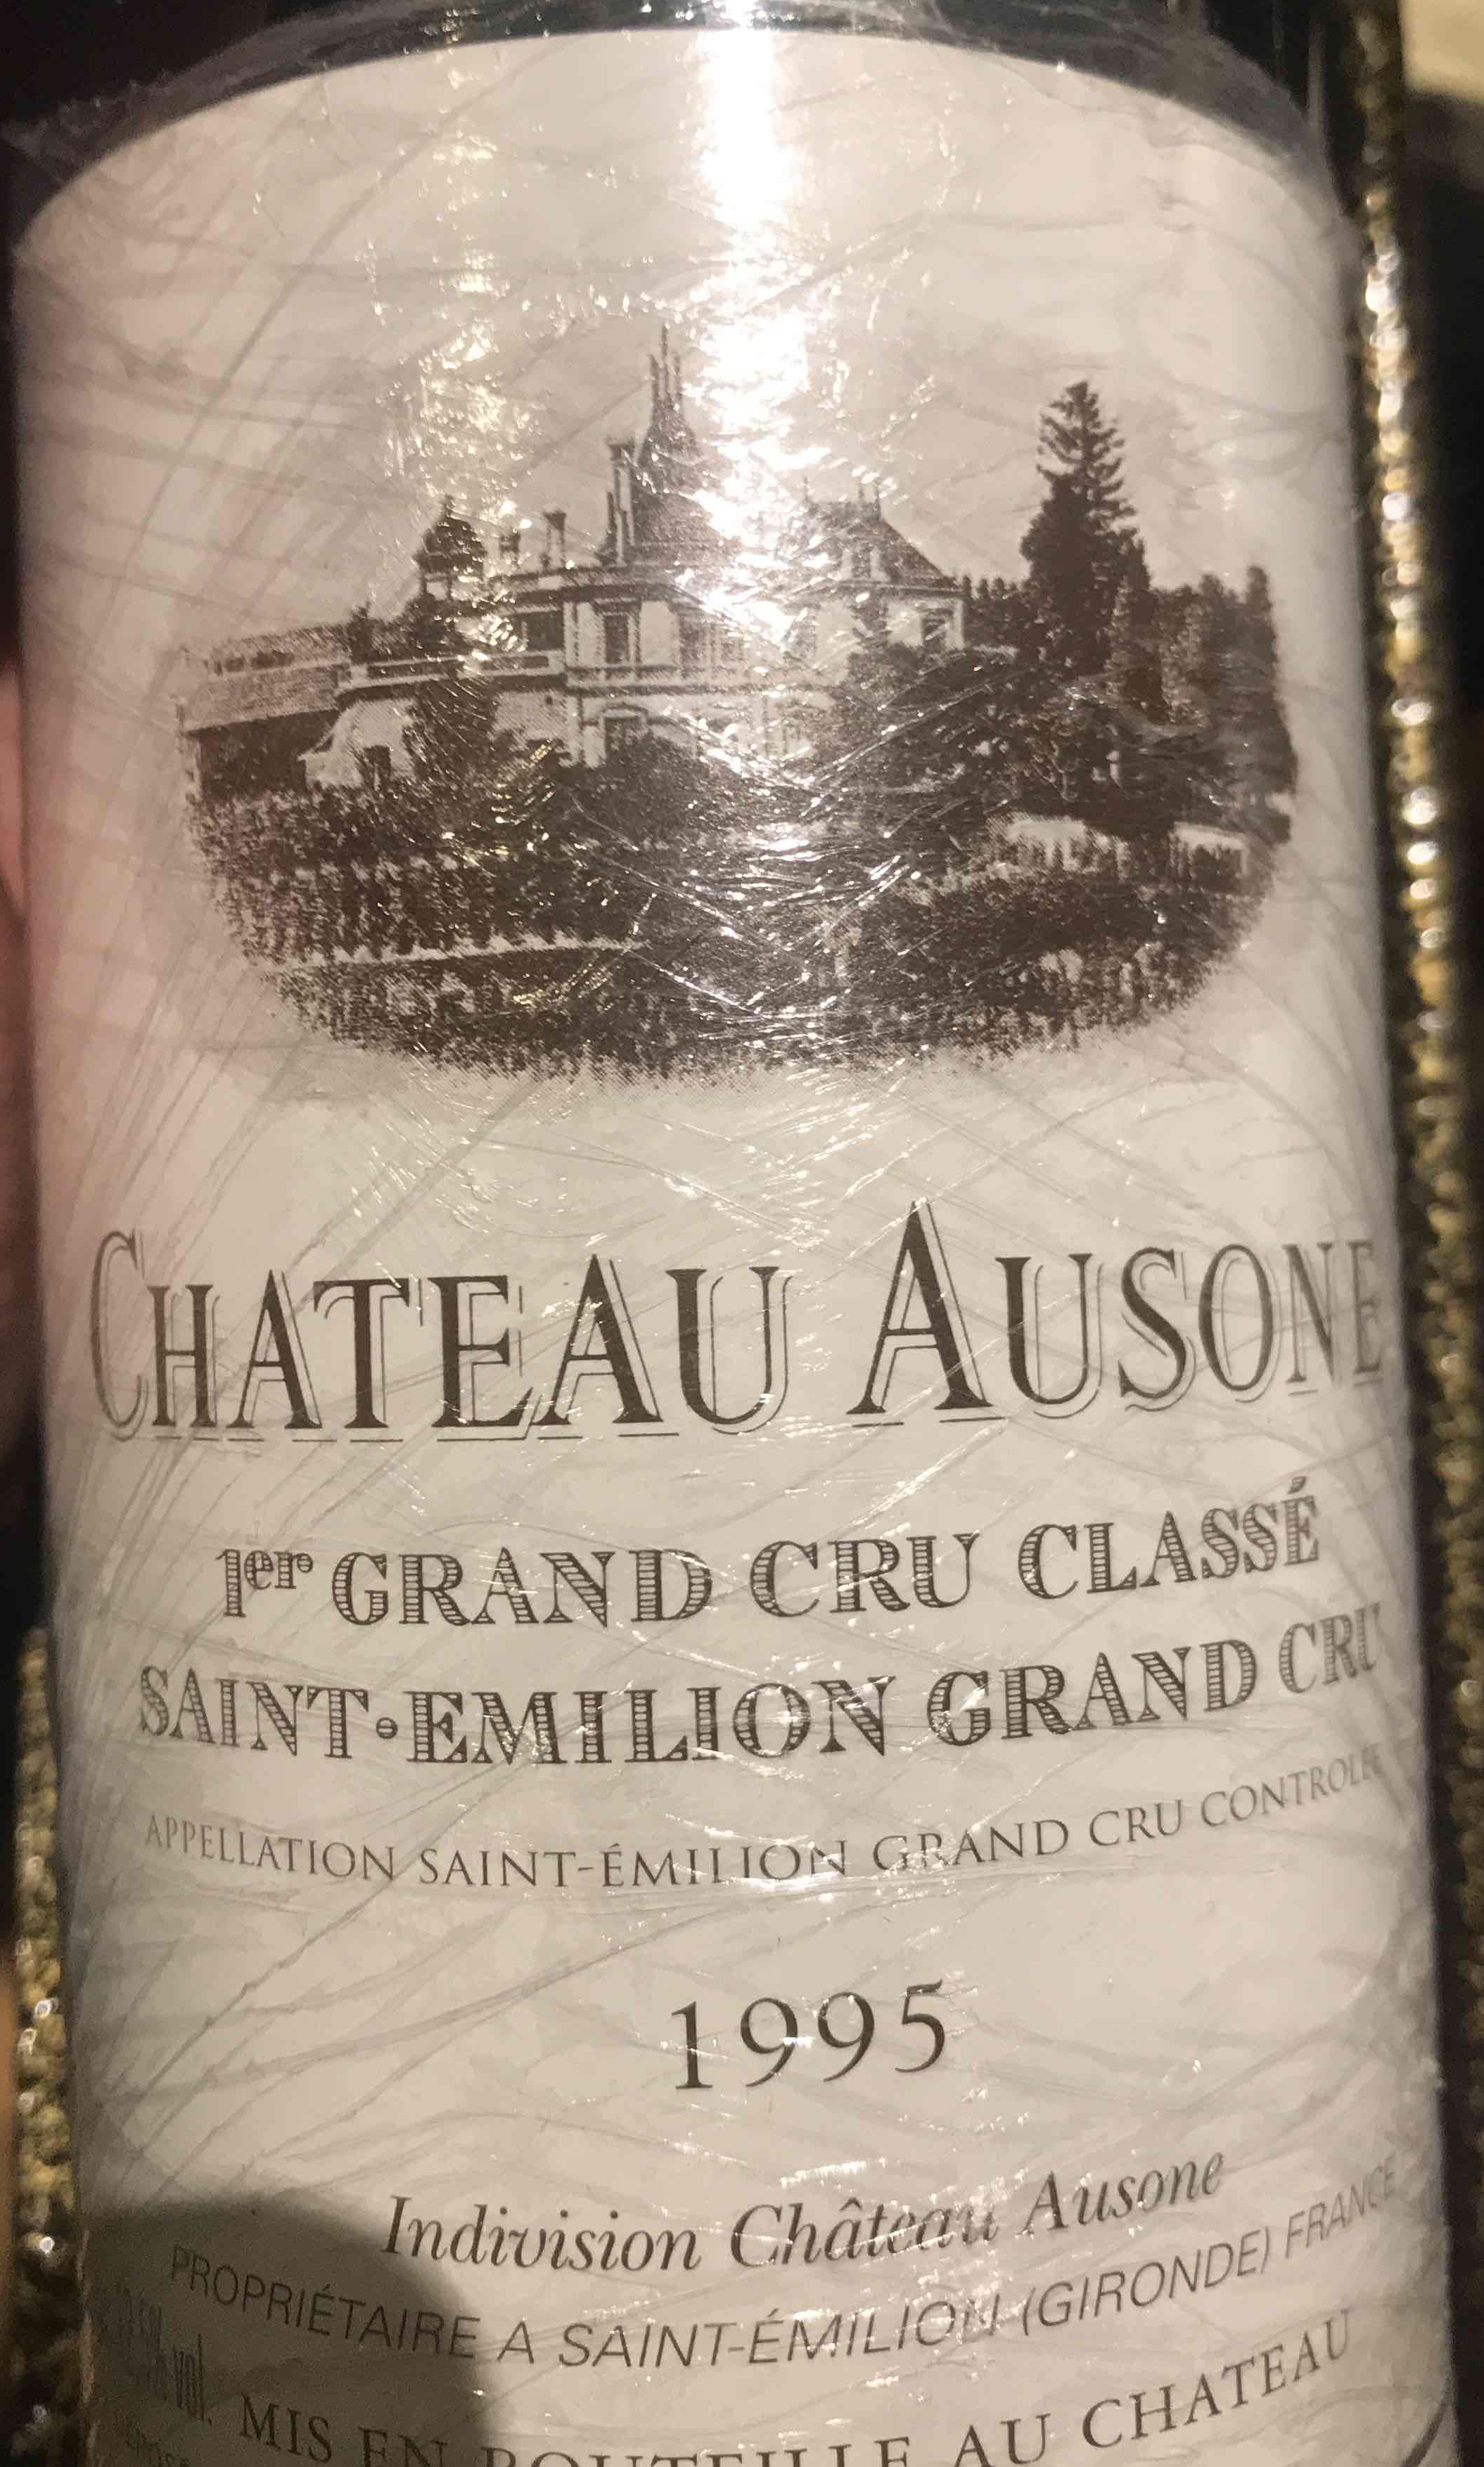 CHATEAU AUSONE
1er GRAND CRU CLASSÉ
SAINT-EMILION GRAND CRU
APPELLATION SAINT-ÉMILION GRAND CRU CONTROLÉE
1995
Indivision Château Ausone
PROPRIÉTAIRE A SAINT-ÉMILION (GIRONDE) FRANCE
vol.
MIS EN BOUTEILLE AU CHATEAU